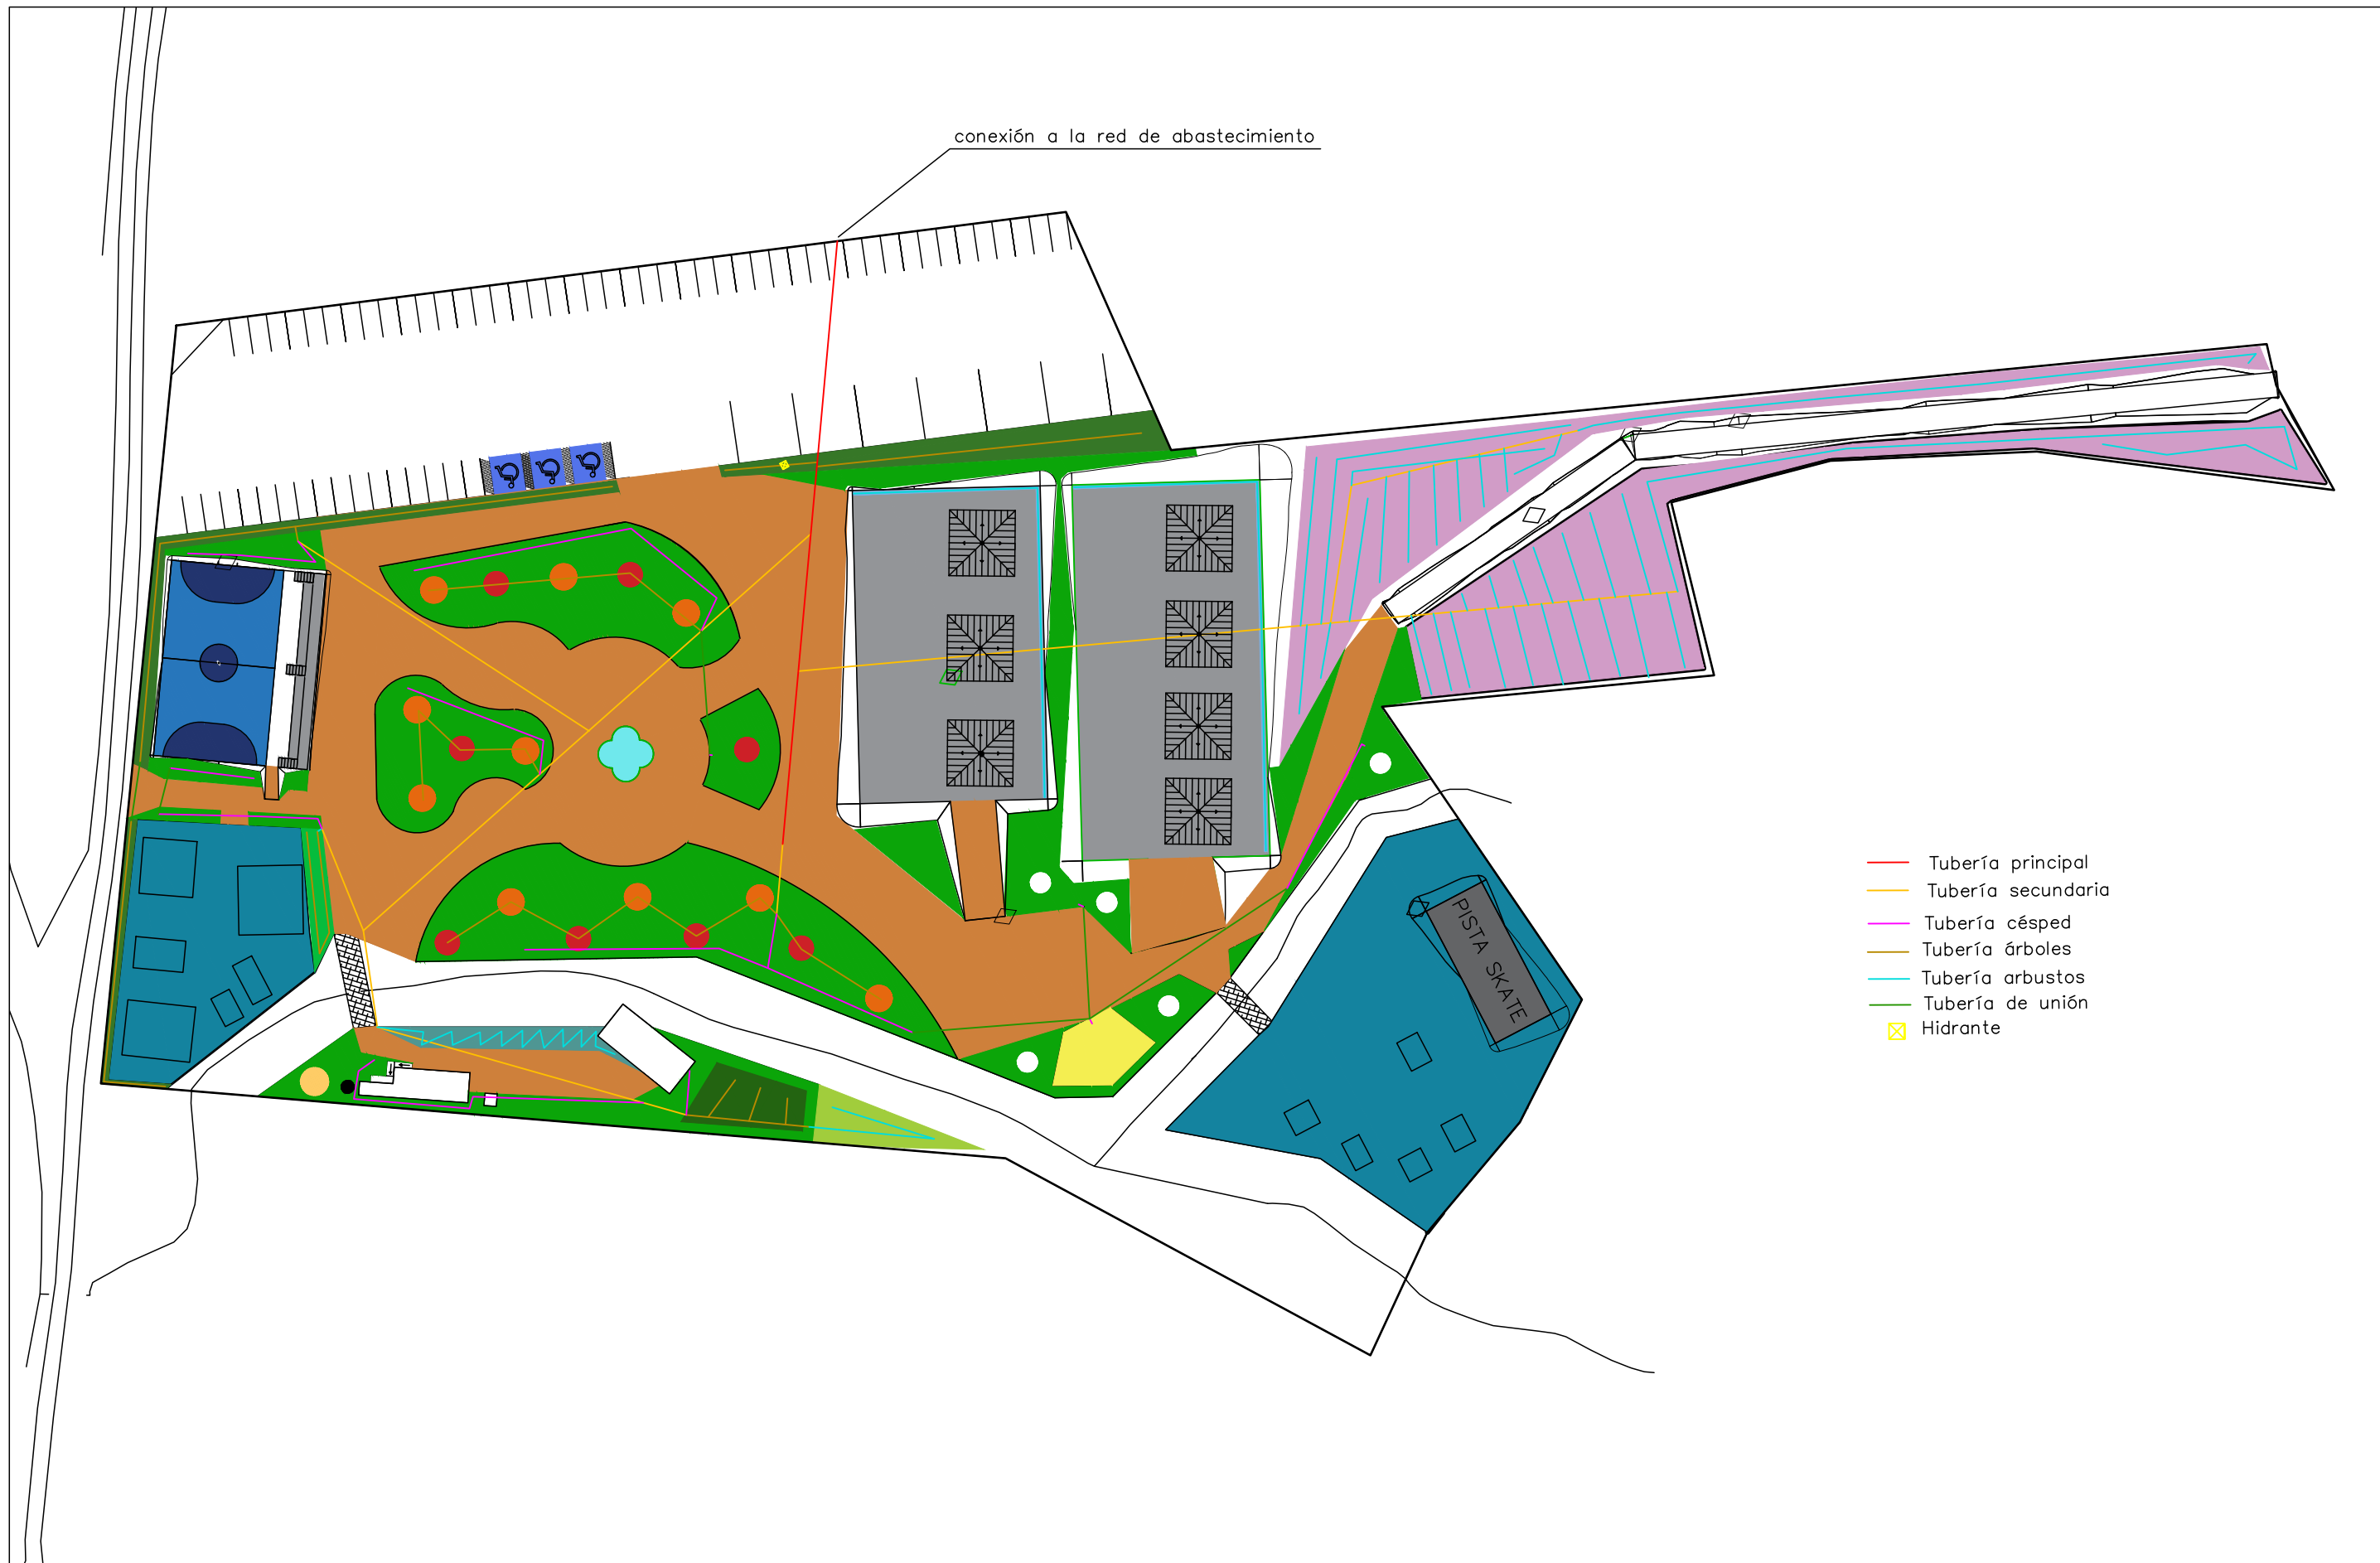 conexión a la red de abastecimiento
PISTA SKATE
Tubería principal
Tubería secundaria
Tubería césped
Tubería árboles
Tubería arbustos
Tubería de unión
Hidrante